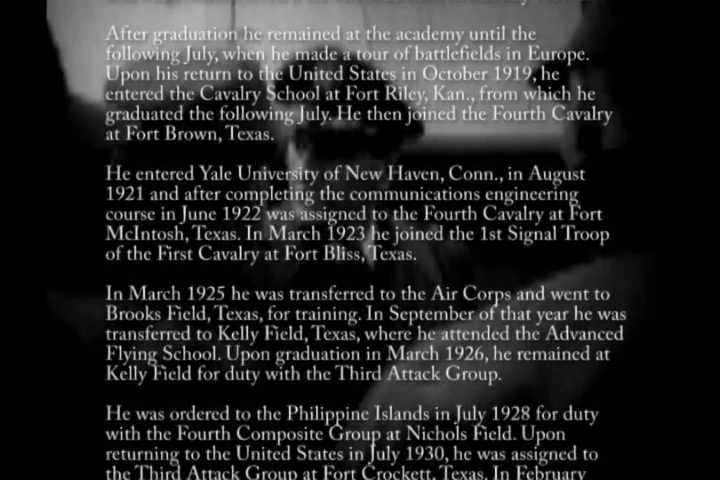 After graduation he remained at the academy until the
following July, when he made a tour of battlefields in Europe.
Upon his return to the United States in October 1919, he
entered the Cavalry School at Fort Riley, Kan., from which he
graduated the following July. He then joined the Fourth Cavalry
at Fort Brown, Texas.
He entered Yale University of New Haven, Conn., in August
1921 and after completing the communications engineering
course in June 1922 was assigned to the Fourth Cavalry at Fort
McIntosh, Texas. In March 1923 he joined the 1st Signal Troop
of the First Cavalry at Fort Bliss, Texas.
In March 1925 he was transferred to the Air Corps and went to
Brooks Field, Texas, for training. In September of that year he was
transferred to Kelly Field, Texas, where he attended the Advanced
Flying School. Upon graduation in March 1926, he remained at
Kelly Field for duty with the Third Attack Group.
He was ordered to the Philippine Islands in July 1928 for duty
with the Fourth Composite Group at Nichols Field. Upon
returning to the United States in July 1930, he was assigned to
the Third Attack Group at Fort Crockett, Texas. In February